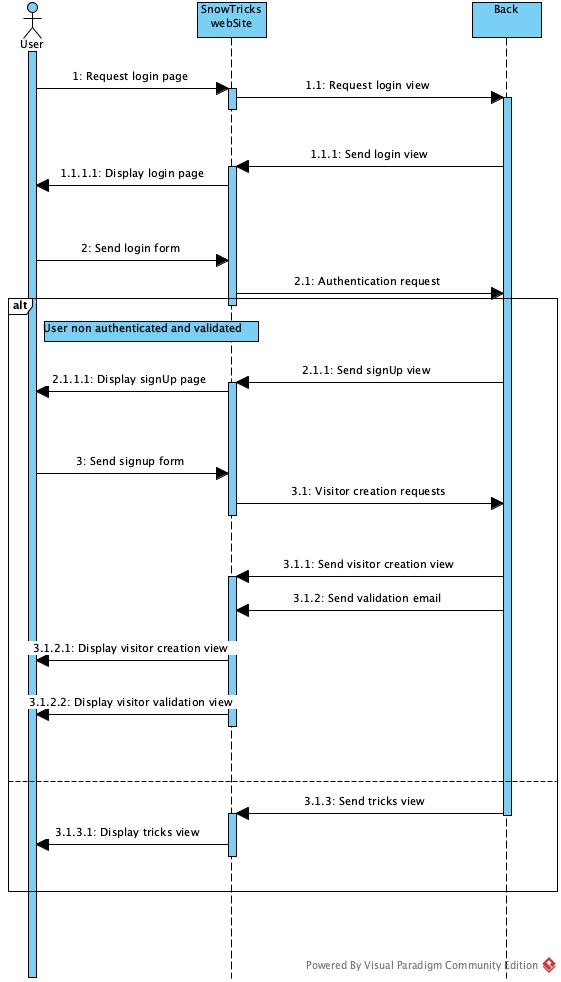 User
SnowTricks
webSite
Back
1: Request login page
1.1: Request login view
1.1.1: Send login view
1.1.1.1: Display login page
2: Send login form
2.1: Authentication request
alt
User non authenticated and validated
2.1.1: Send signUp view
2.1.1.1: Display signUp page
3: Send signup form
3.1: Visitor creation requests
3.1.1: Send visitor creation view
3.1.2: Send validation email
3.1.2.1: Display visitor creation view
3.1.2.2: Display visitor validation view
3.1.3: Send tricks view
3.1.3.1: Display tricks view
Powered By Visual Paradigm Community Edition